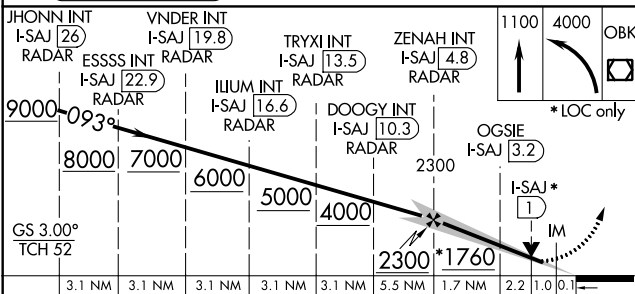 JHONN INT
I-SAJ 26
RADAR
ESSSS INT
I-SAJ 22.9
RADAR
VNDER INT
I-SAJ 19.8
RADAR
ILIUM INT
I-SAJ 16.6
RADAR
TRYXI INT
I-SAJ 13.5
RADAR
DOOGY INT
I-SAJ 10.3
RADAR
ZENAH INT
I-SAJ 4.8
RADAR
OGSIE
I-SAJ 3.2
1100 4000 OBK
*LOC only
I-SAJ *
1
IM
9000 093°
8000 7000 6000 5000 4000
2300
2300 *1760
GS 3.00°
TCH 52
3.1 NM 3.1 NM 3.1 NM 3.1 NM 3.1 NM 5.5 NM 1.7 NM 2.2 1.0 0.1